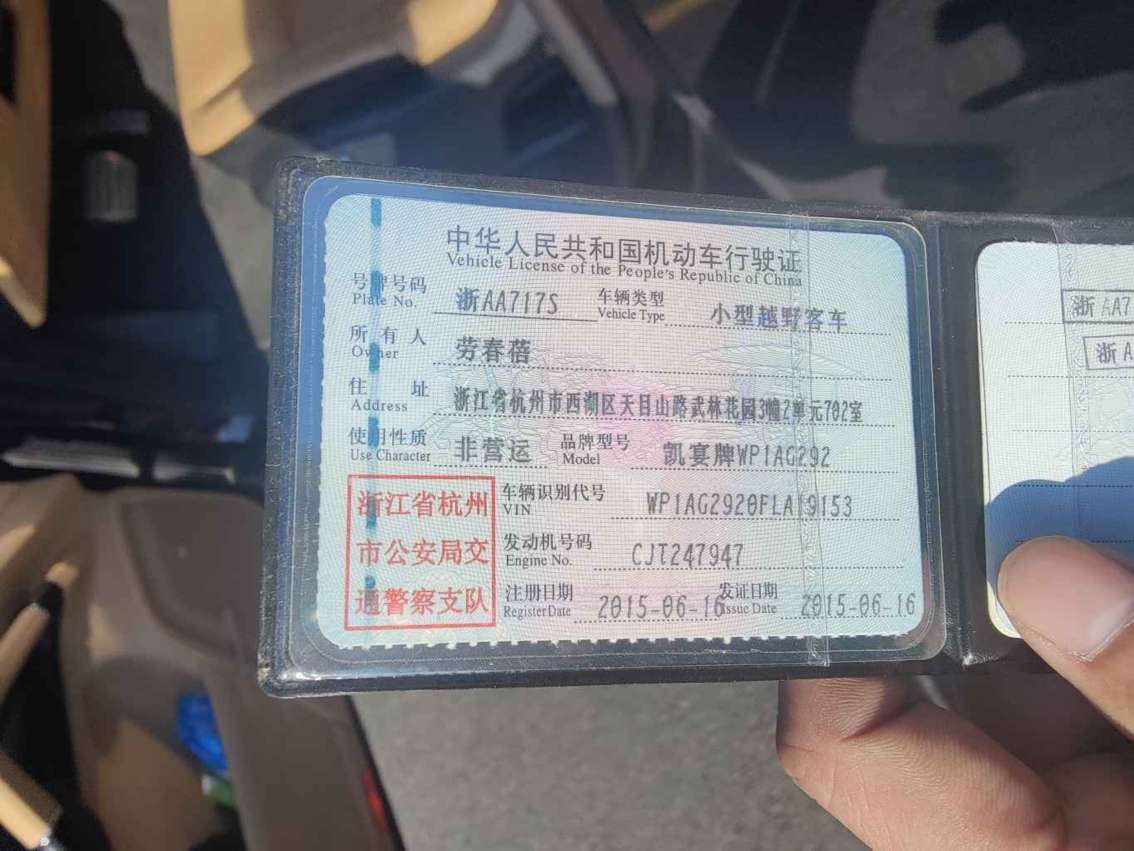 中华人民共和国机动车行驶证
Vehicle License of the People's Republic of China
号牌号码 浙AA717S 车辆类型 小型越野客车
Plate No. Vehicle Type
所有人 劳春蓓
Owner
住址 浙江省杭州市西湖区天目山路武林花园3幢2单元702室
Address
使用性质 非营运 品牌型号 凯宴牌WP1AG292
Use Character Model
浙江省杭州
市公安局交
通警察支队
车辆识别代号 WP1AG2920FLA19153
VIN
发动机号码 CJT247947
Engine No.
注册日期 2015-06-16 发证日期 2015-06-16
Register Date Issue Date
浙AA7
浙A